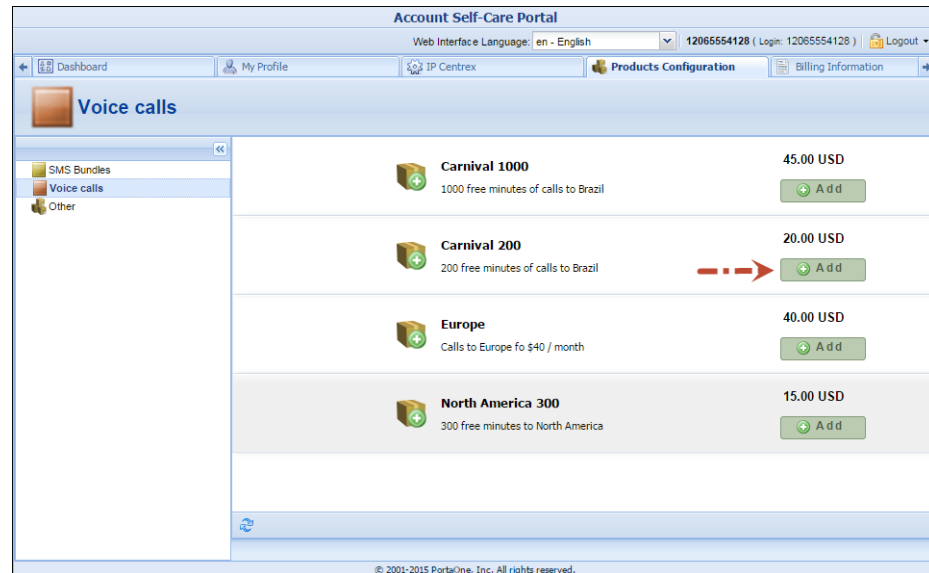 Account Self-Care Portal
Web Interface Language: en - English 12065554128 ( Login: 12065554128 ) Logout
Dashboard My Profile IP Centrex Products Configuration Billing Information
Voice calls
SMS Bundles
Voice calls
Other
Carnival 1000 45.00 USD
1000 free minutes of calls to Brazil Add
Carnival 200 20.00 USD
200 free minutes of calls to Brazil Add
Europe 40.00 USD
Calls to Europe fo $40 / month Add
North America 300 15.00 USD
300 free minutes to North America Add
© 2001-2015 PortaOne, Inc. All rights reserved.